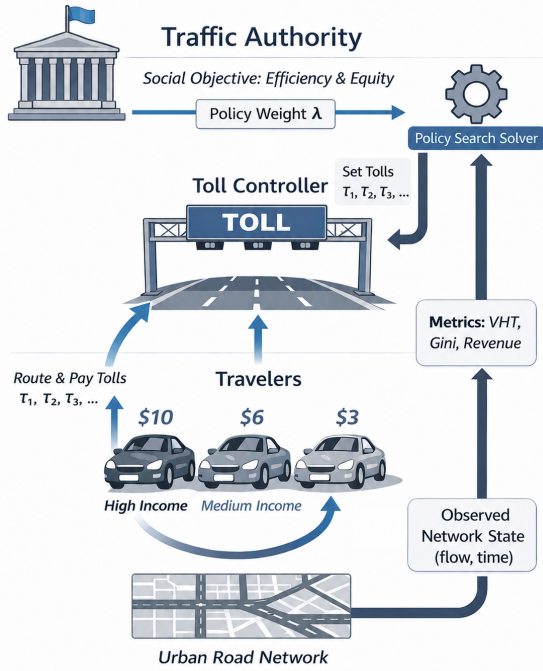 Traffic Authority
Social Objective: Efficiency & Equity
Policy Weight λ
Policy Search Solver
Set Tolls
τ₁, τ₂, τ₃, ...
Toll Controller
TOLL
Metrics: VHT,
Gini, Revenue
Route & Pay Tolls
τ₁, τ₂, τ₃, ...
Travelers
$10 $6 $3
High Income Medium Income
Observed
Network State
(flow, time)
Urban Road Network